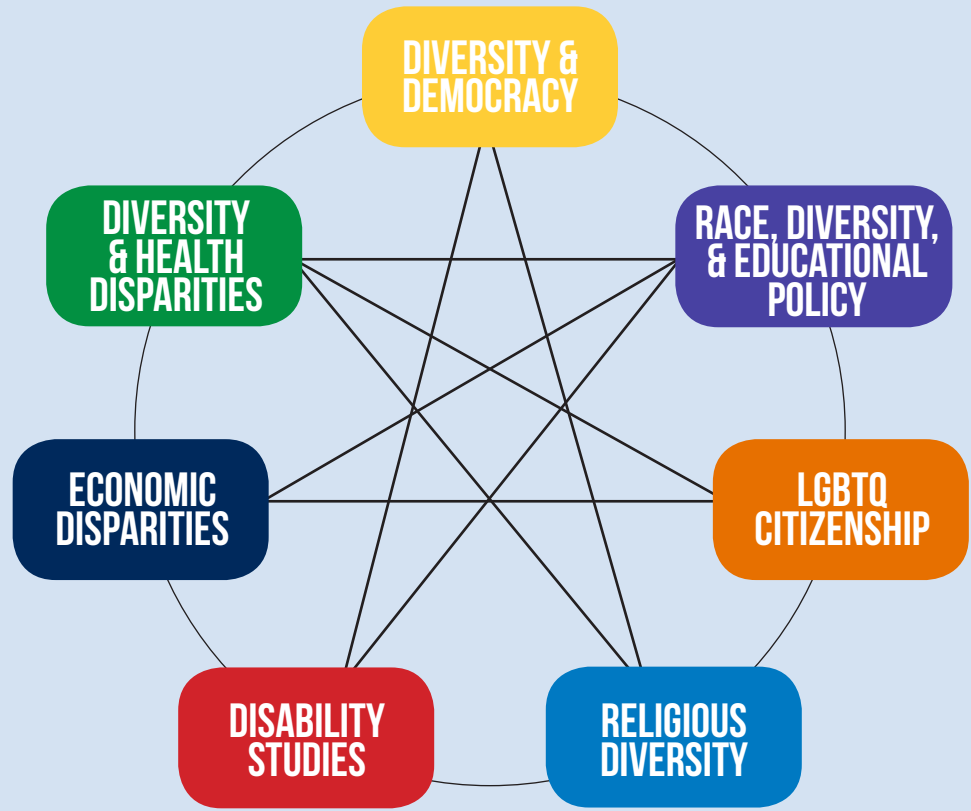 DIVERSITY &
DEMOCRACY
DIVERSITY
& HEALTH
DISPARITIES
RACE, DIVERSITY,
& EDUCATIONAL
POLICY
ECONOMIC
DISPARITIES
LGBTQ
CITIZENSHIP
DISABILITY
STUDIES
RELIGIOUS
DIVERSITY